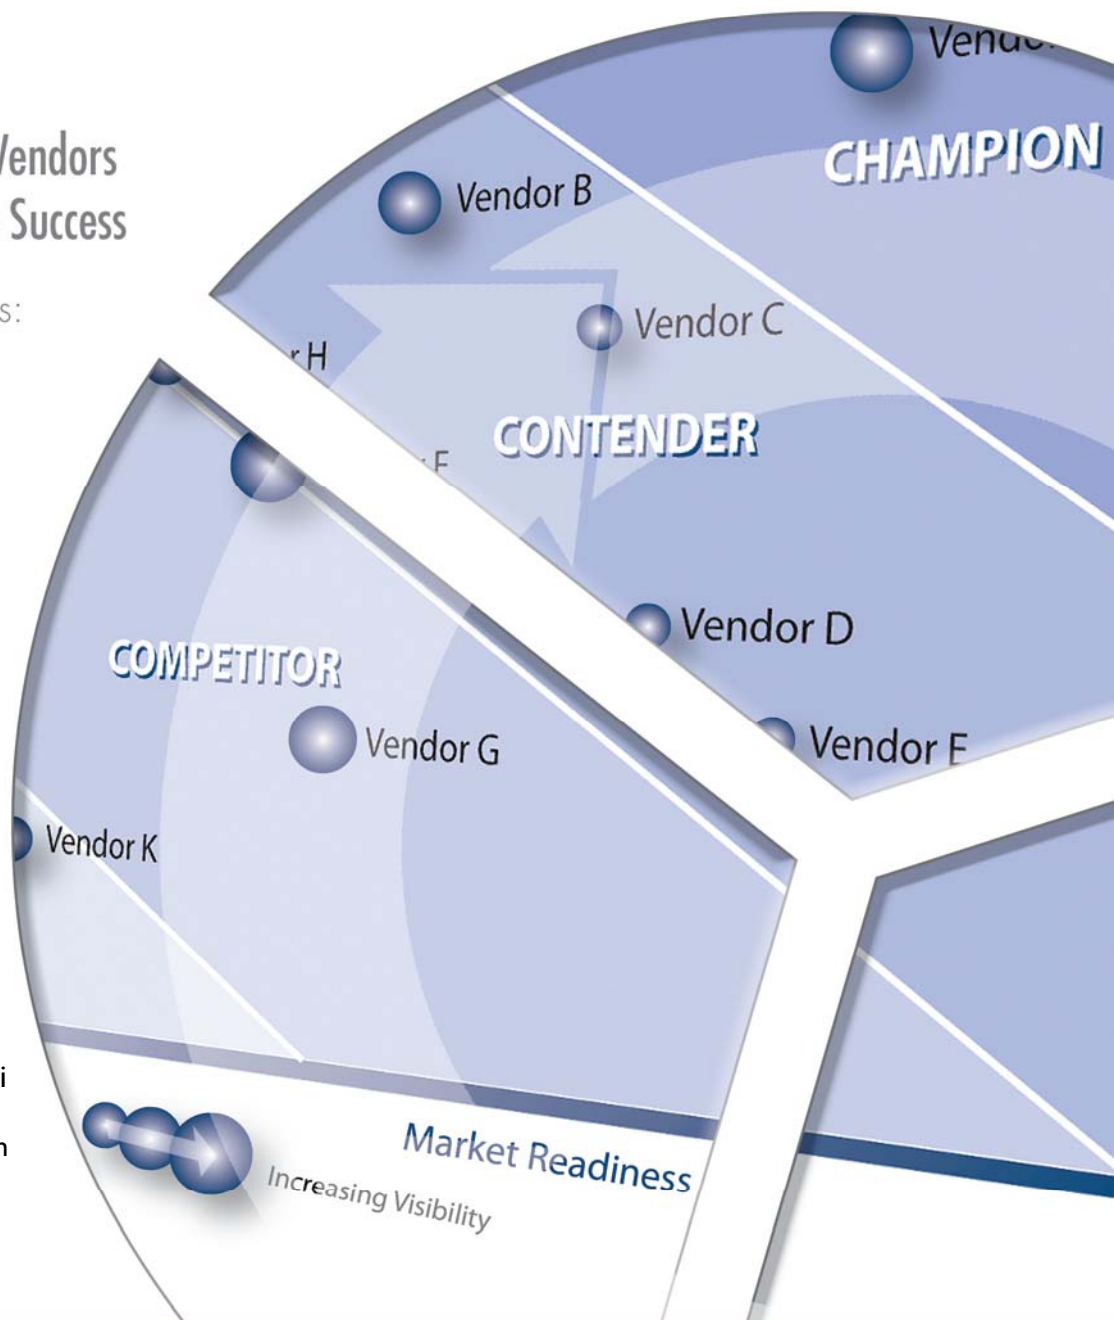 Vendors
Success
s:
CHAMPION
Vendor B
Vendor C
r H
CONTENDER
Vendor D
COMPETITOR
Vendor G
Vendor E
Vendor K
i
n
Market Readiness
Increasing Visibility